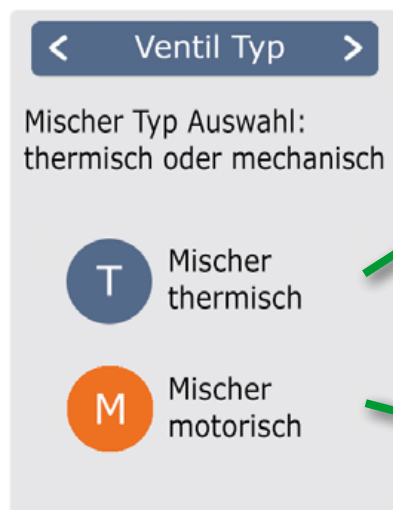 < Ventil Typ >
Mischer Typ Auswahl:
thermisch oder mechanisch
T
Mischer
thermisch
M
Mischer
motorisch